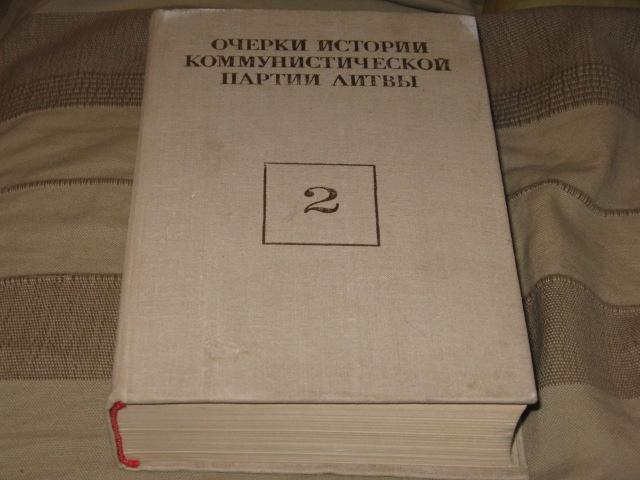 ОЧЕРКИ ИСТОРИИ
КОММУНИСТИЧЕСКОЙ
ПАРТИИ ЛИТВЫ
2